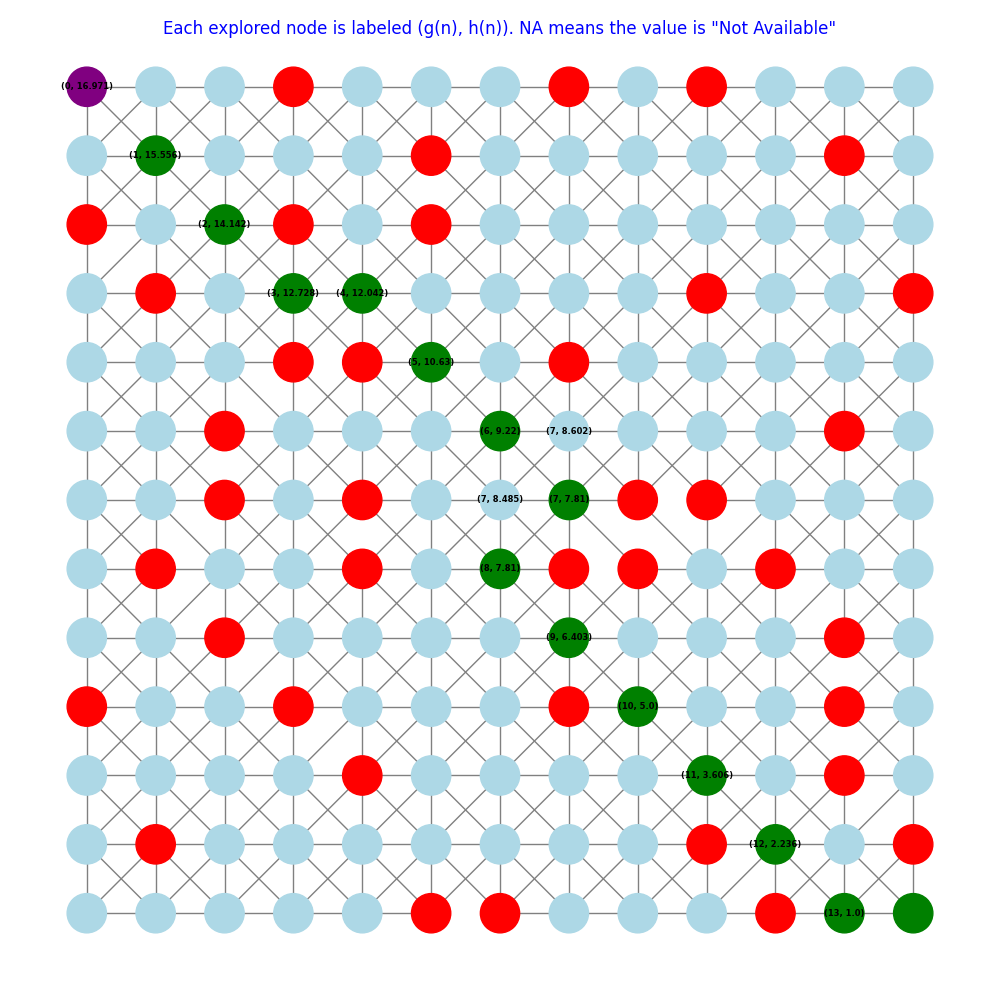 Each explored node is labeled (g(n), h(n)). NA means the value is "Not Available"
(0, 16.971)
(1, 15.556)
(2, 14.142)
(3, 12.728) (4, 12.042)
(5, 10.63)
(6, 9.22) (7, 8.602)
(7, 8.485) (7, 7.81)
(8, 7.81)
(9, 6.403)
(10, 5.0)
(11, 3.606)
(12, 2.236)
(13, 1.0)